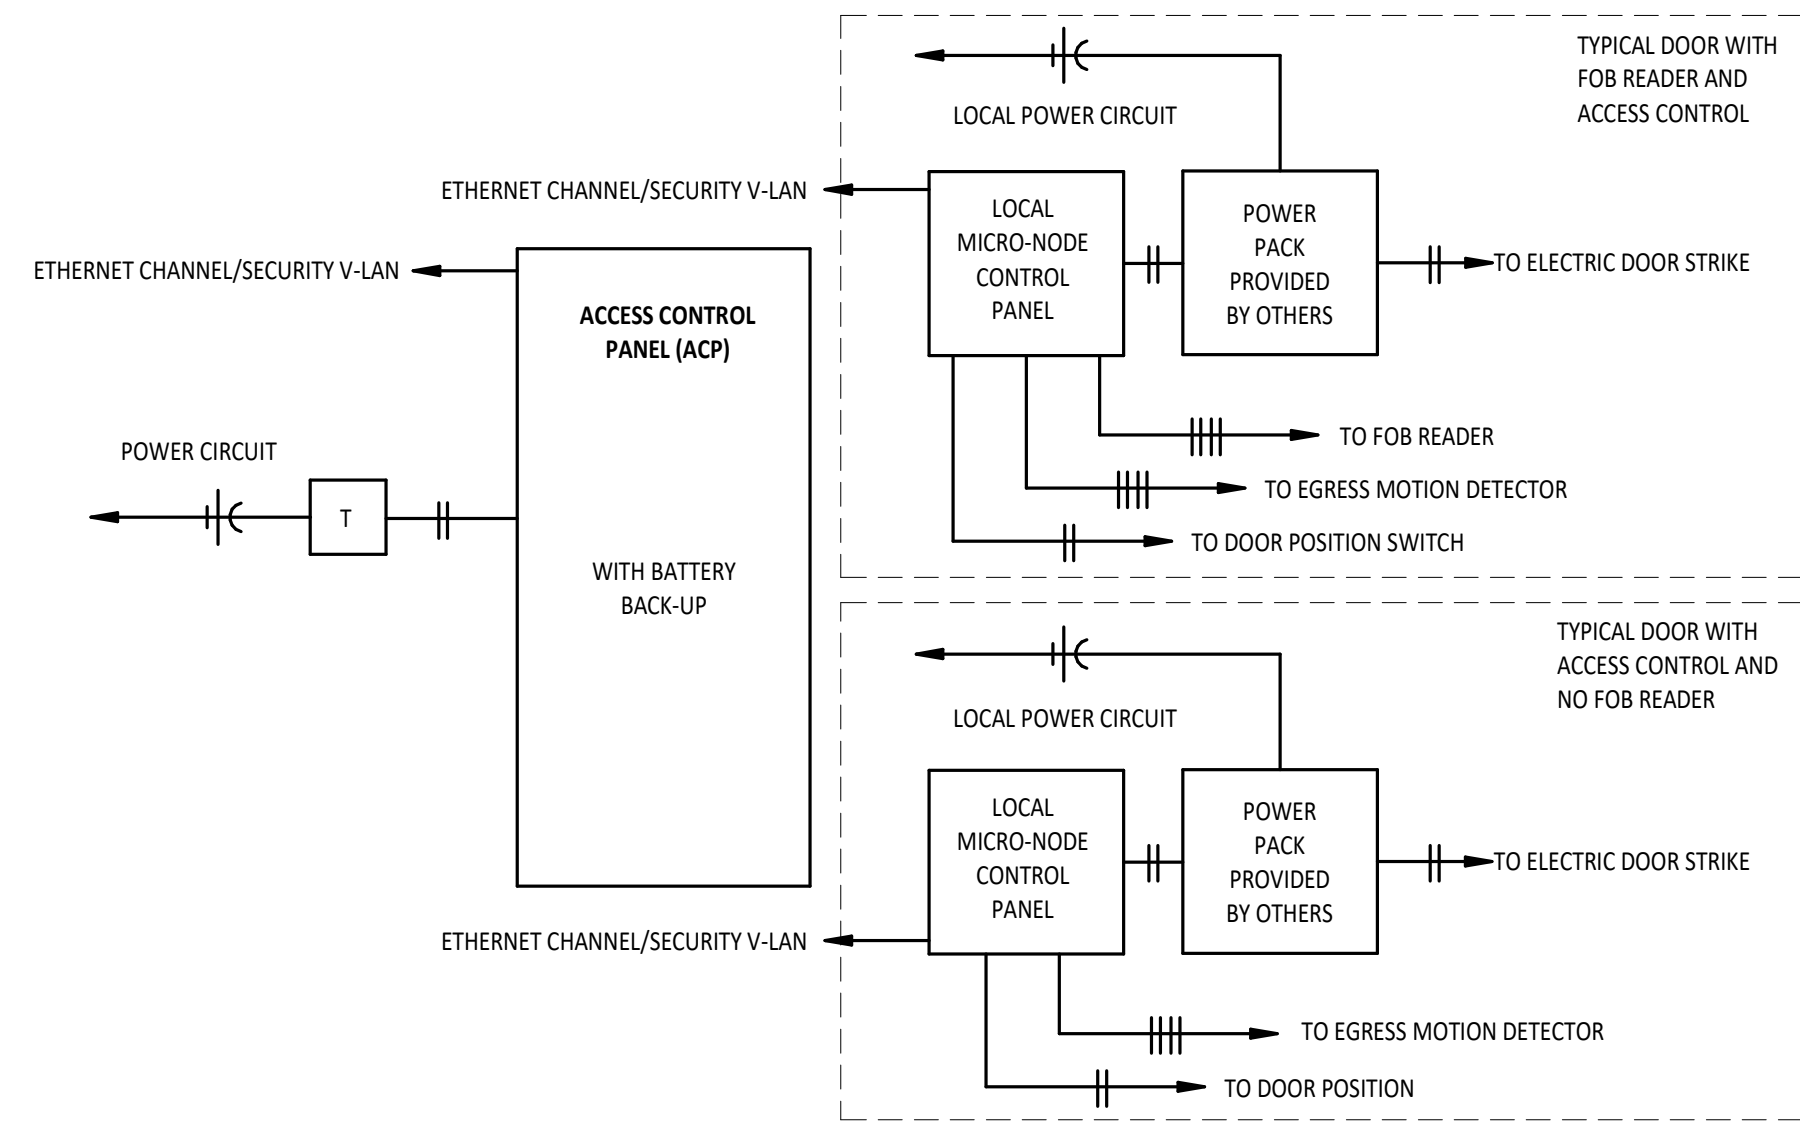 TYPICAL DOOR WITH
FOB READER AND
ACCESS CONTROL
LOCAL POWER CIRCUIT
ETHERNET CHANNEL/SECURITY V-LAN
LOCAL
MICRO-NODE
CONTROL
PANEL
POWER
PACK
PROVIDED
BY OTHERS
TO ELECTRIC DOOR STRIKE
ETHERNET CHANNEL/SECURITY V-LAN
ACCESS CONTROL
PANEL (ACP)
WITH BATTERY
BACK-UP
POWER CIRCUIT
T
TO FOB READER
TO EGRESS MOTION DETECTOR
TO DOOR POSITION SWITCH
TYPICAL DOOR WITH
ACCESS CONTROL AND
NO FOB READER
LOCAL POWER CIRCUIT
LOCAL
MICRO-NODE
CONTROL
PANEL
POWER
PACK
PROVIDED
BY OTHERS
TO ELECTRIC DOOR STRIKE
ETHERNET CHANNEL/SECURITY V-LAN
TO EGRESS MOTION DETECTOR
TO DOOR POSITION